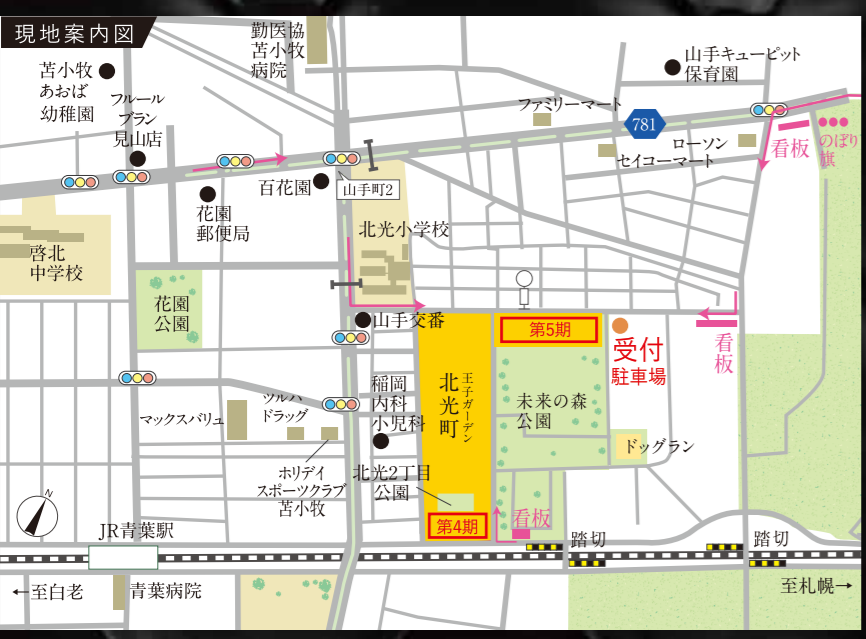 現地案内図
勤医協
苫小牧
病院
苫小牧
あおば
幼稚園
フルール
ブラン
見山店
山手キューピット
保育園
ファミリーマート
781
ローソン
セイコーマート
看板
のぼり
旗
百花園
山手町2
花園
郵便局
北光小学校
啓北
中学校
花園
公園
山手交番
第5期
受付
駐車場
看板
稲岡
内科
小児科
王子ガーデン
北光町
未来の森
公園
マックスバリュ
ツルハ
ドラッグ
ドッグラン
ホリデイ
スポーツクラブ
苫小牧
北光2丁目
公園
N
第4期
看板
JR青葉駅
踏切
踏切
←至白老
青葉病院
至札幌→